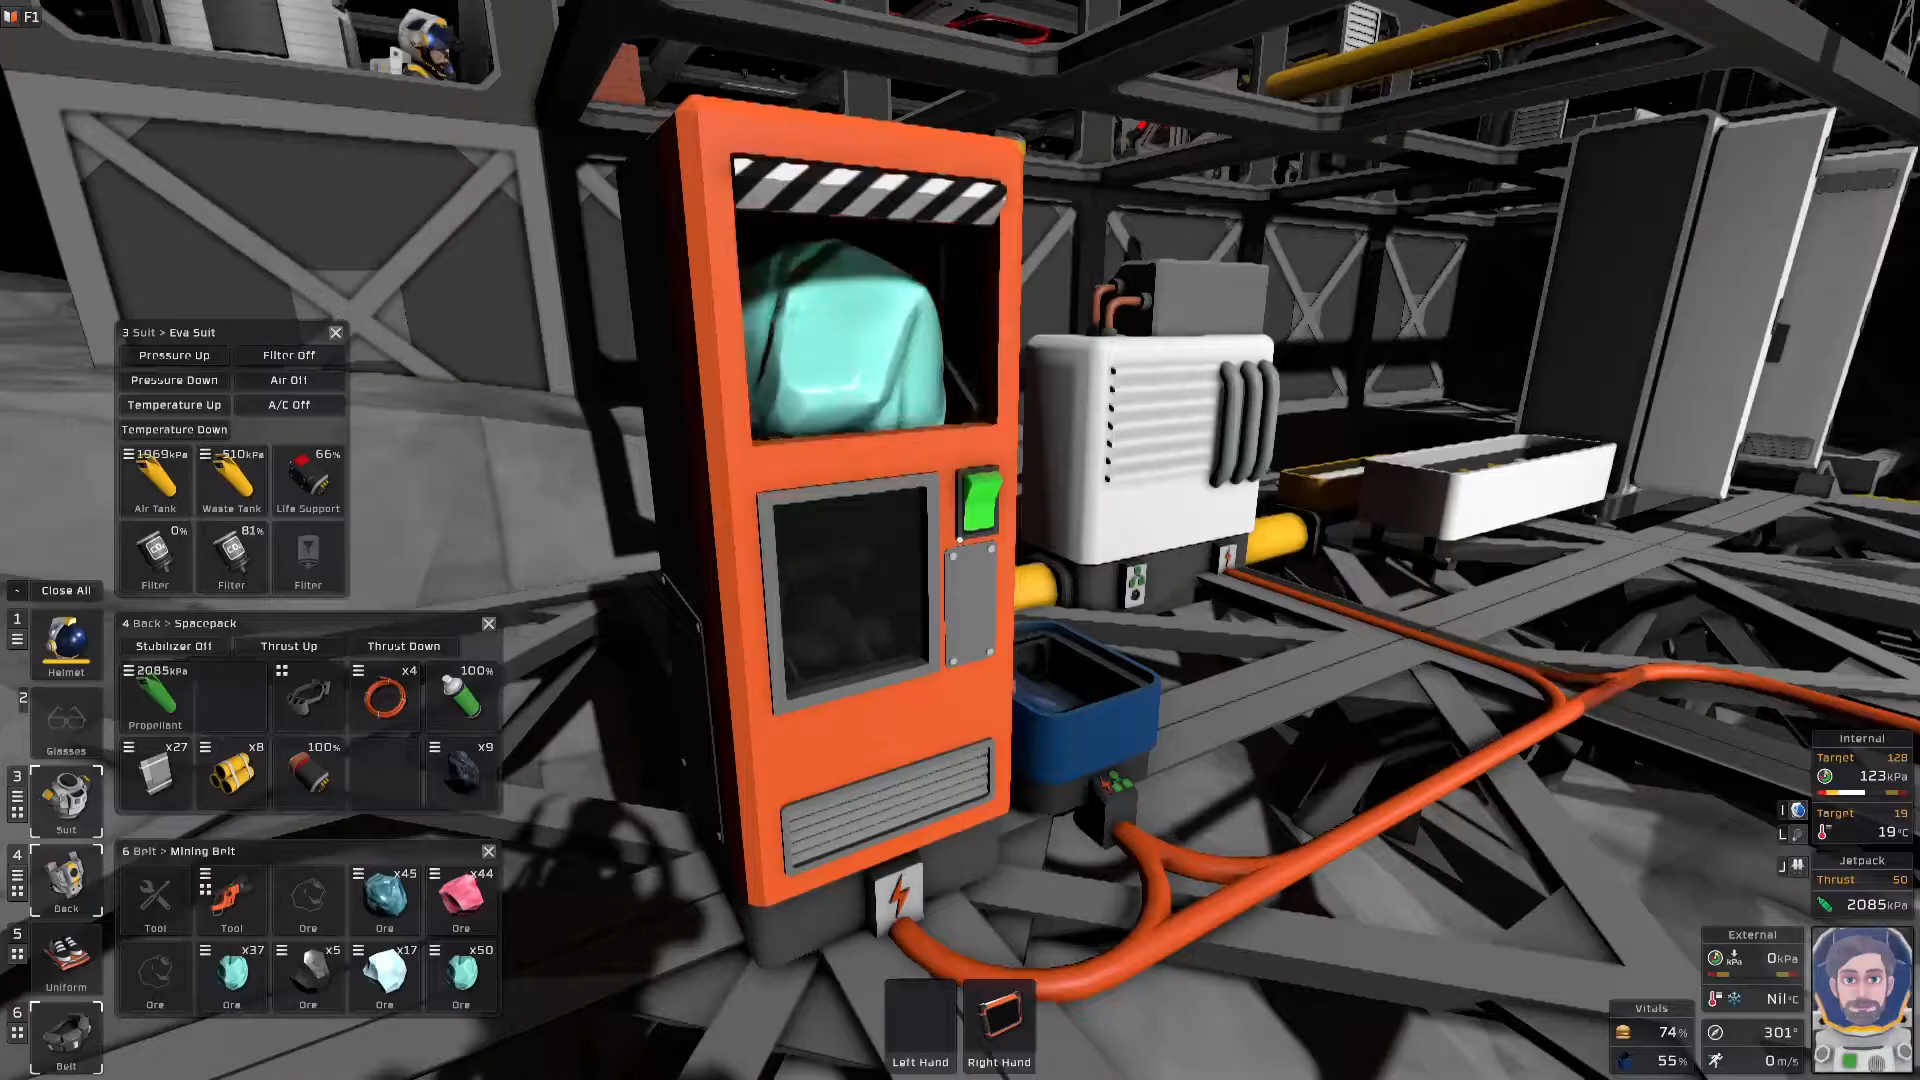 F1
3 Suit > Eva Suit
Pressure Up
Filter Off
Pressure Down
Air Off
Temperature Up
A/C Off
Temperature Down
1969kPa
510kPa
66%
Air Tank
Waste Tank
Life Support
0%
81%
Filter
Filter
Filter
Close All
1
Helmet
2
Glasses
3
Suit
4
Back
5
Uniform
6
Belt
4 Back > Spacepack
Stabilizer Off
Thrust Up
Thrust Down
2085kPa
x4
100%
Propellant
x27
x8
100%
x9
6 Belt > Mining Belt
x45
x44
Tool
Tool
Ore
Ore
Ore
x37
x5
x17
x50
Ore
Ore
Ore
Ore
Ore
Left Hand
Right Hand
Internal
Target 128
123kPa
Target 19
19°C
I
L
J
Jetpack
Thrust 50
2085kPa
External
kPa
0kPa
Nil°C
301°
0m/s
Vitals
74%
55%